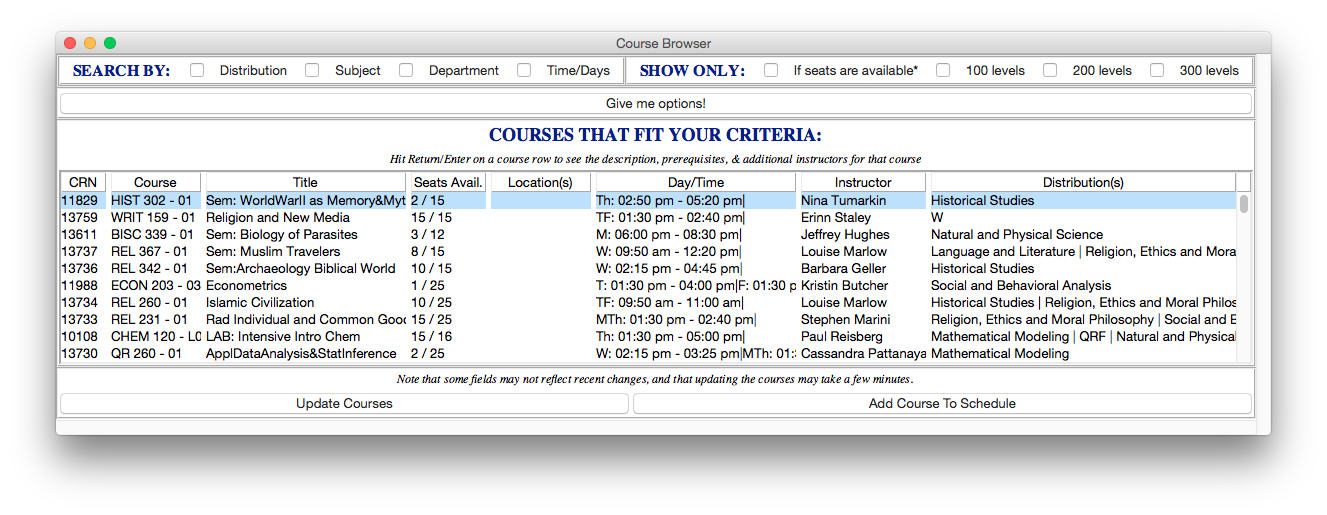 Course Browser
SEARCH BY: Distribution Subject Department Time/Days SHOW ONLY: If seats are available* 100 levels 200 levels 300 levels
Give me options!
COURSES THAT FIT YOUR CRITERIA:
Hit Return/Enter on a course row to see the description, prerequisites, & additional instructors for that course
CRN Course Title Seats Avail. Location(s) Day/Time Instructor Distribution(s)
11829 HIST 302 - 01 Sem: WorldWarII as Memory&Myt 2 / 15 Th: 02:50 pm - 05:20 pm| Nina Tumarkin Historical Studies
13759 WRIT 159 - 01 Religion and New Media 15 / 15 TF: 01:30 pm - 02:40 pm| Erinn Staley W
13611 BISC 339 - 01 Sem: Biology of Parasites 3 / 12 M: 06:00 pm - 08:30 pm| Jeffrey Hughes Natural and Physical Science
13737 REL 367 - 01 Sem: Muslim Travelers 8 / 15 W: 09:50 am - 12:20 pm| Louise Marlow Language and Literature | Religion, Ethics and Mora
13736 REL 342 - 01 Sem:Archaeology Biblical World 10 / 15 W: 02:15 pm - 04:45 pm| Barbara Geller Historical Studies
11988 ECON 203 - 03 Econometrics 1 / 25 T: 01:30 pm - 04:00 pm|F: 01:30 p Kristin Butcher Social and Behavioral Analysis
13734 REL 260 - 01 Islamic Civilization 10 / 25 TF: 09:50 am - 11:00 am| Louise Marlow Historical Studies | Religion, Ethics and Moral Philos
13733 REL 231 - 01 Rad Individual and Common Good 15 / 25 MTh: 01:30 pm - 02:40 pm| Stephen Marini Religion, Ethics and Moral Philosophy | Social and B
10108 CHEM 120 - L0 LAB: Intensive Intro Chem 15 / 16 Th: 01:30 pm - 05:00 pm| Paul Reisberg Mathematical Modeling | QRF | Natural and Physical
13730 QR 260 - 01 ApplDataAnalysis&StatInference 2 / 25 W: 02:15 pm - 03:25 pm|MTh: 01: Cassandra Pattanaya Mathematical Modeling
Note that some fields may not reflect recent changes, and that updating the courses may take a few minutes.
Update Courses Add Course To Schedule